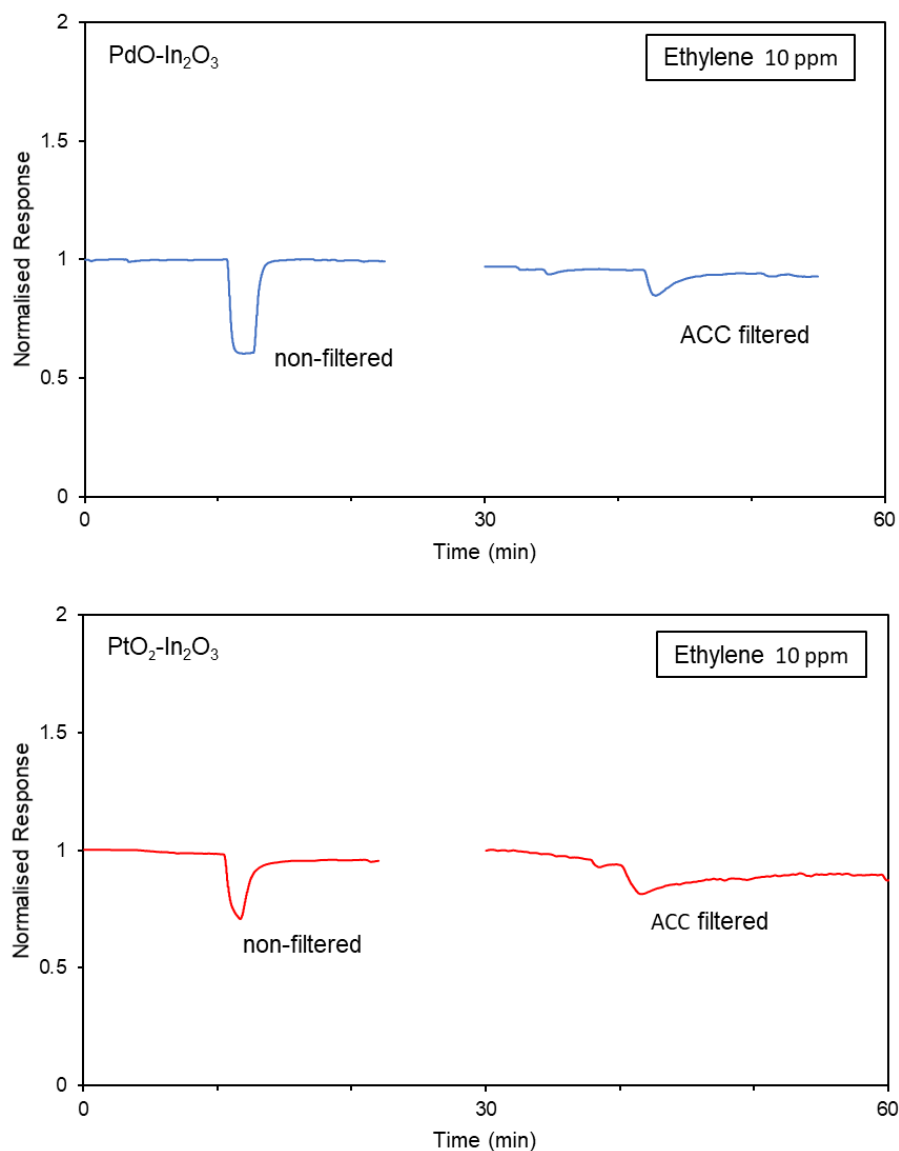 2
PdO-In₂O₃
Ethylene 10 ppm
1.5
Normalised Response
1
non-filtered
ACC filtered
0.5
0
0
30
60
Time (min)
2
PtO₂-In₂O₃
Ethylene 10 ppm
1.5
Normalised Response
1
non-filtered
ACC filtered
0.5
0
0
30
60
Time (min)